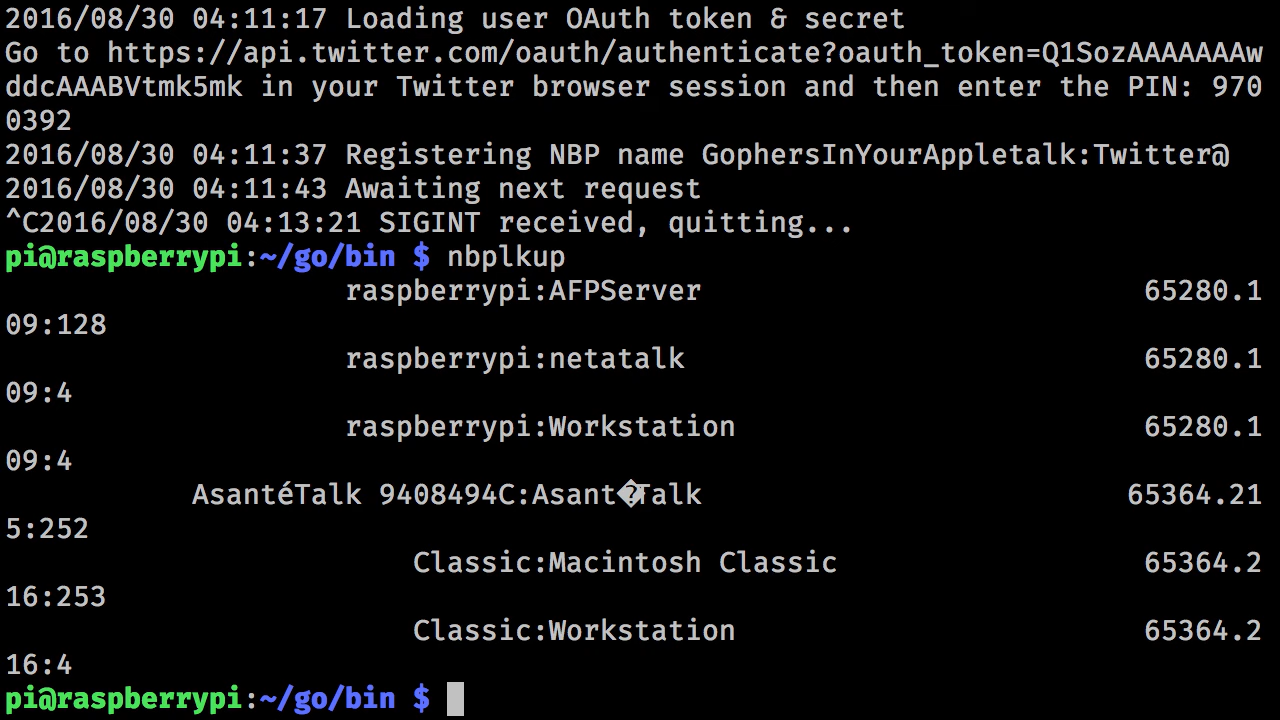 2016/08/30 04:11:17 Loading user OAuth token & secret
Go to https://api.twitter.com/oauth/authenticate?oauth_token=Q1SozAAAAAAAw
ddcAAABVtmk5mk in your Twitter browser session and then enter the PIN: 970
0392
2016/08/30 04:11:37 Registering NBP name GophersInYourAppletalk:Twitter@
2016/08/30 04:11:43 Awaiting next request
^C2016/08/30 04:13:21 SIGINT received, quitting...
pi@raspberrypi:~/go/bin $ nbplkup
raspberrypi:AFPServer 65280.1
09:128
raspberrypi:netatalk 65280.1
09:4
raspberrypi:Workstation 65280.1
09:4
AsantéTalk 9408494C:Asant�Talk 65364.21
5:252
Classic:Macintosh Classic 65364.2
16:253
Classic:Workstation 65364.2
16:4
pi@raspberrypi:~/go/bin $